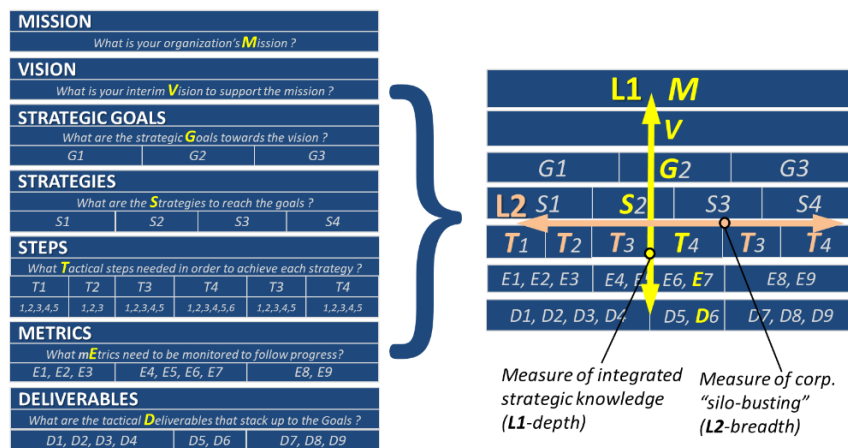 MISSION
What is your organization's Mission ?
VISION
What is your interim Vision to support the mission ?
STRATEGIC GOALS
What are the strategic Goals towards the vision ?
G1 G2 G3
STRATEGIES
What are the Strategies to reach the goals ?
S1 S2 S3 S4
STEPS
What Tactical steps needed in order to achieve each strategy ?
T1 T2 T3 T4 T3 T4
1,2,3,4,5 1,2,3 1,2,3,4,5 1,2,3,4,5,6 1,2,3,4,5 1,2,3,4,5
METRICS
What mEtrics need to be monitored to follow progress?
E1, E2, E3 E4, E5, E6, E7 E8, E9
DELIVERABLES
What are the tactical Deliverables that stack up to the Goals ?
D1, D2, D3, D4 D5, D6 D7, D8, D9
L1 M
V
G1 G2 G3
L2 S1 S2 S3 S4
T1 T2 T3 T4 T3 T4
E1, E2, E3 E4, E5 E6, E7 E8, E9
D1, D2, D3, D4 D5, D6 D7, D8, D9
Measure of integrated
strategic knowledge
(L1-depth)
Measure of corp.
"silo-busting"
(L2-breadth)